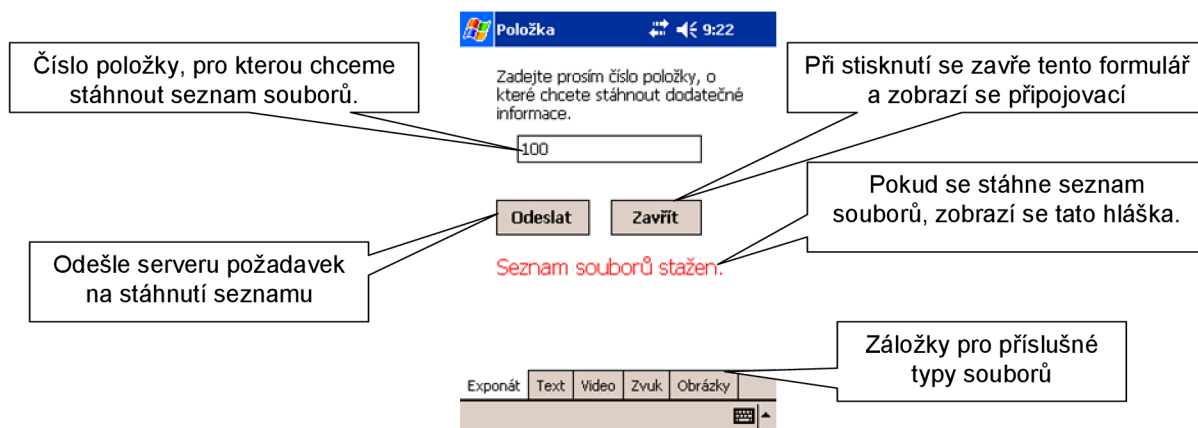 Položka
9:22
Číslo položky, pro kterou chceme
stáhnout seznam souborů.
Zadejte prosím číslo položky, o
které chcete stáhnout dodatečné
informace.
100
Při stisknutí se zavře tento formulář
a zobrazí se připojovací
Odeslat
Zavřít
Pokud se stáhne seznam
souborů, zobrazí se tato hláška.
Odešle serveru požadavek
na stáhnutí seznamu
Seznam souborů stažen.
Záložky pro příslušné
typy souborů
Exponát
Text
Video
Zvuk
Obrázky